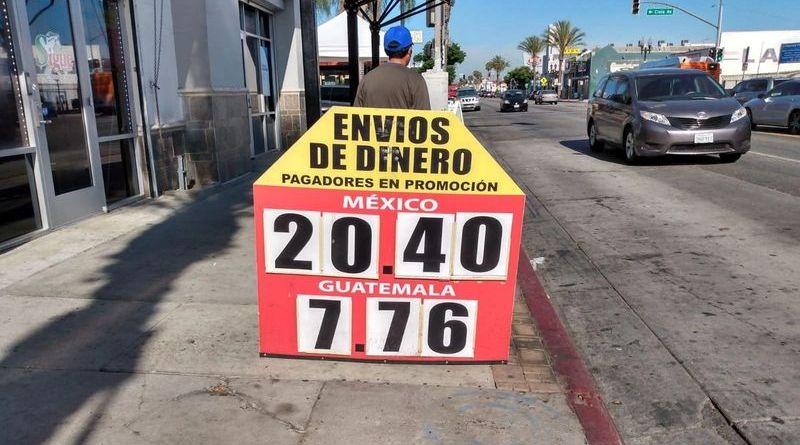 ENVIOS
DE DINERO
PAGADORES EN PROMOCIÓN
MÉXICO
20.40
GUATEMALA
7.76